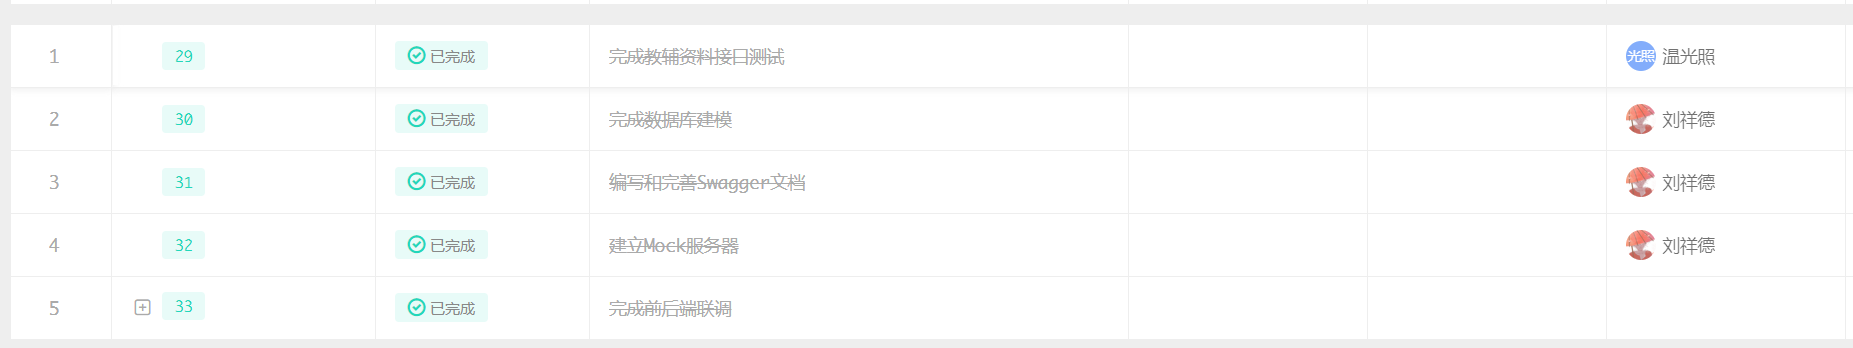 1 29 已完成 完成教辅资料接口测试 光照 温光照
2 30 已完成 完成数据库建模 刘祥德
3 31 已完成 编写和完善Swagger文档 刘祥德
4 32 已完成 建立Mock服务器 刘祥德
5 33 已完成 完成前后端联调